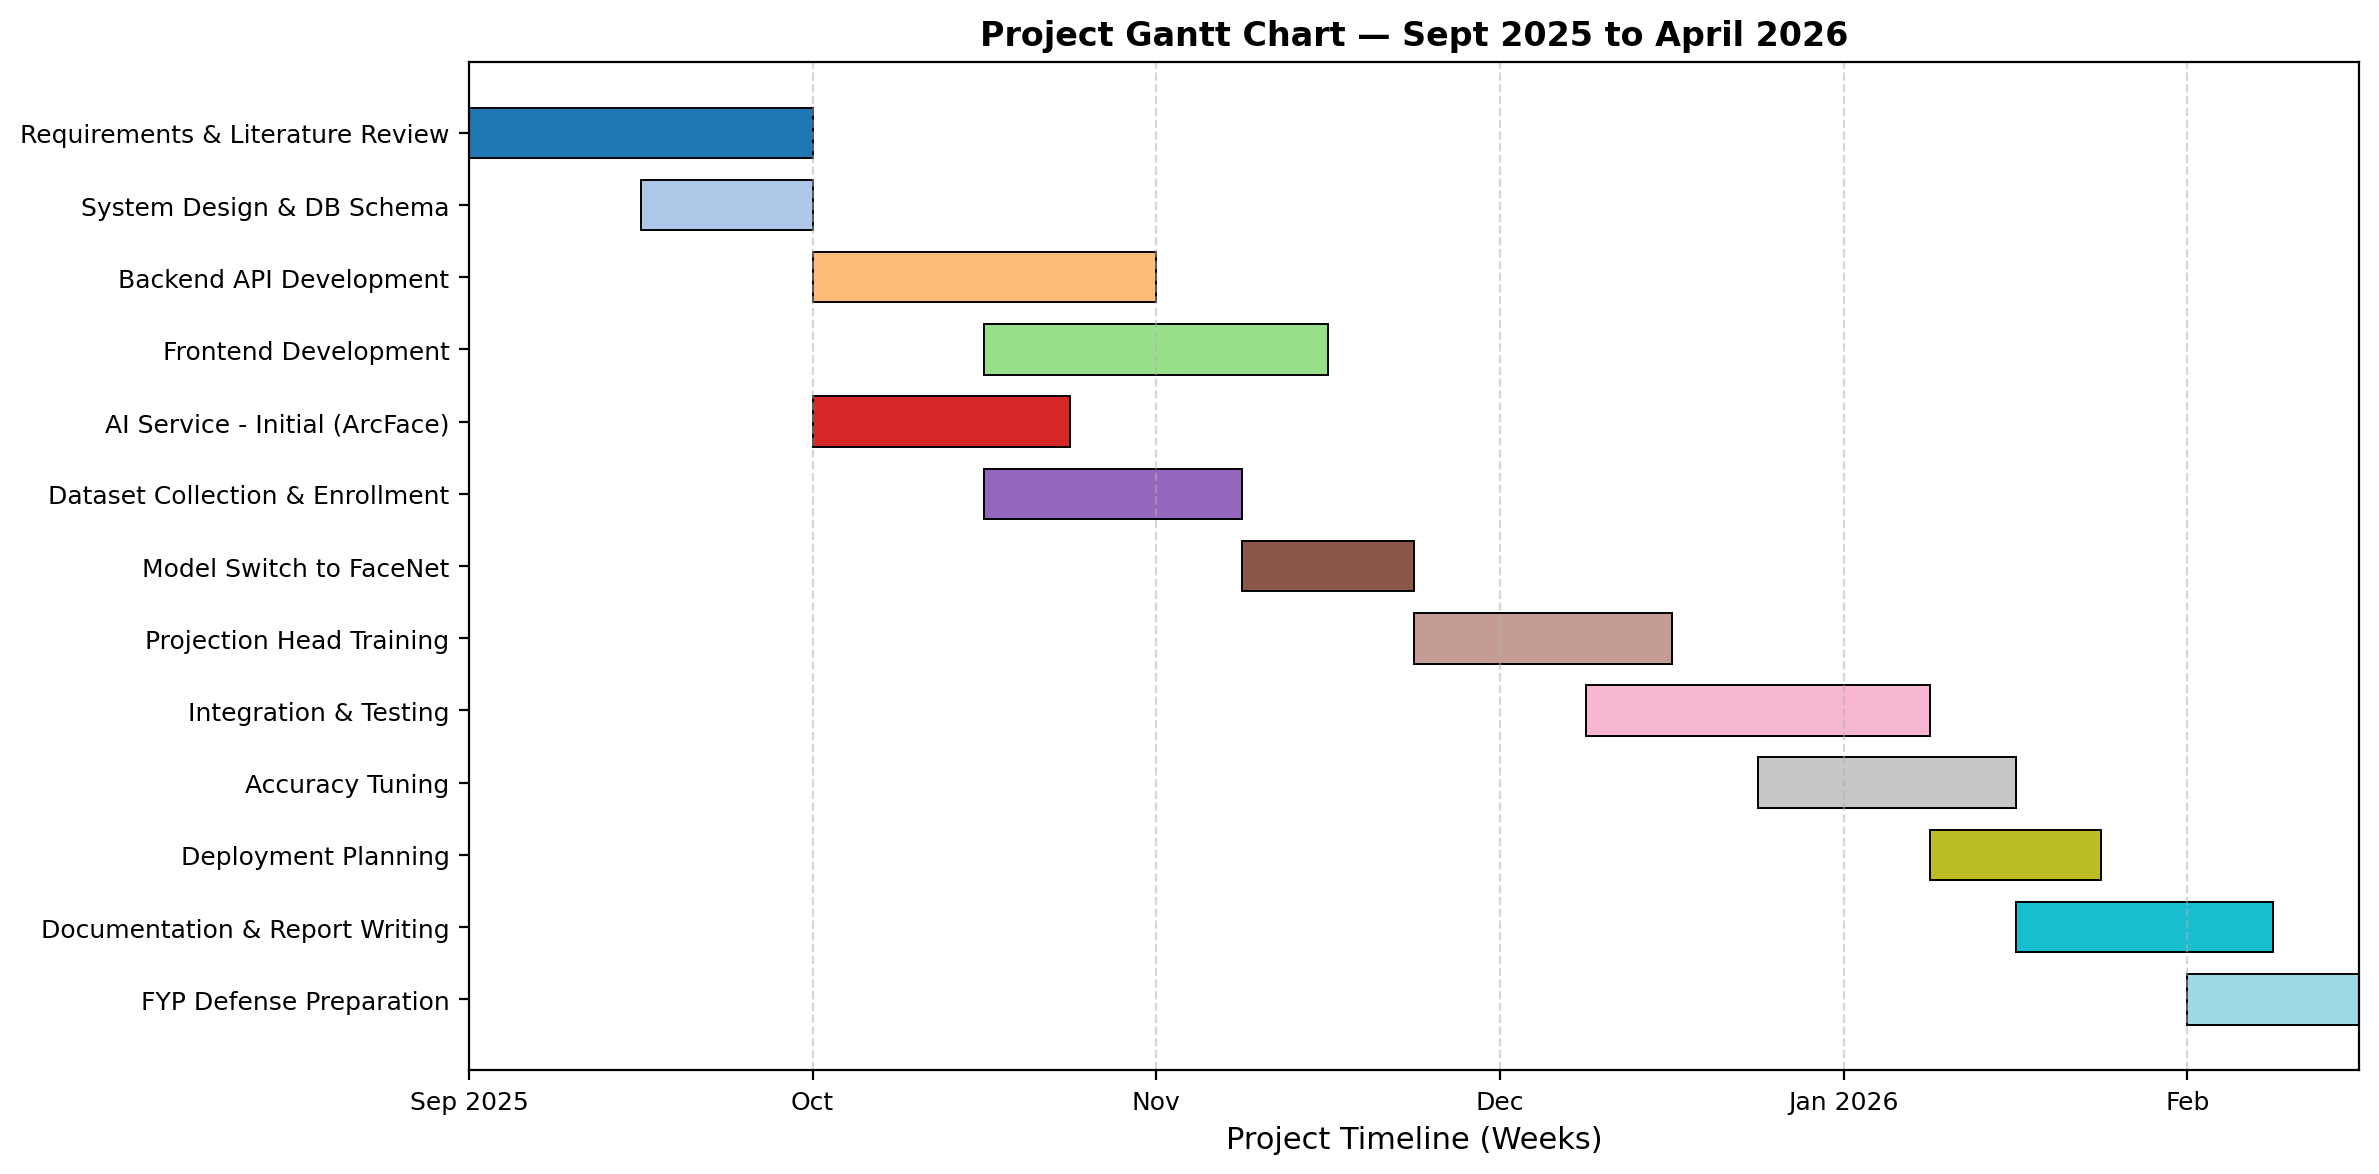 Project Gantt Chart — Sept 2025 to April 2026
Requirements & Literature Review
System Design & DB Schema
Backend API Development
Frontend Development
AI Service - Initial (ArcFace)
Dataset Collection & Enrollment
Model Switch to FaceNet
Projection Head Training
Integration & Testing
Accuracy Tuning
Deployment Planning
Documentation & Report Writing
FYP Defense Preparation
Sep 2025 Oct Nov Dec Jan 2026 Feb
Project Timeline (Weeks)